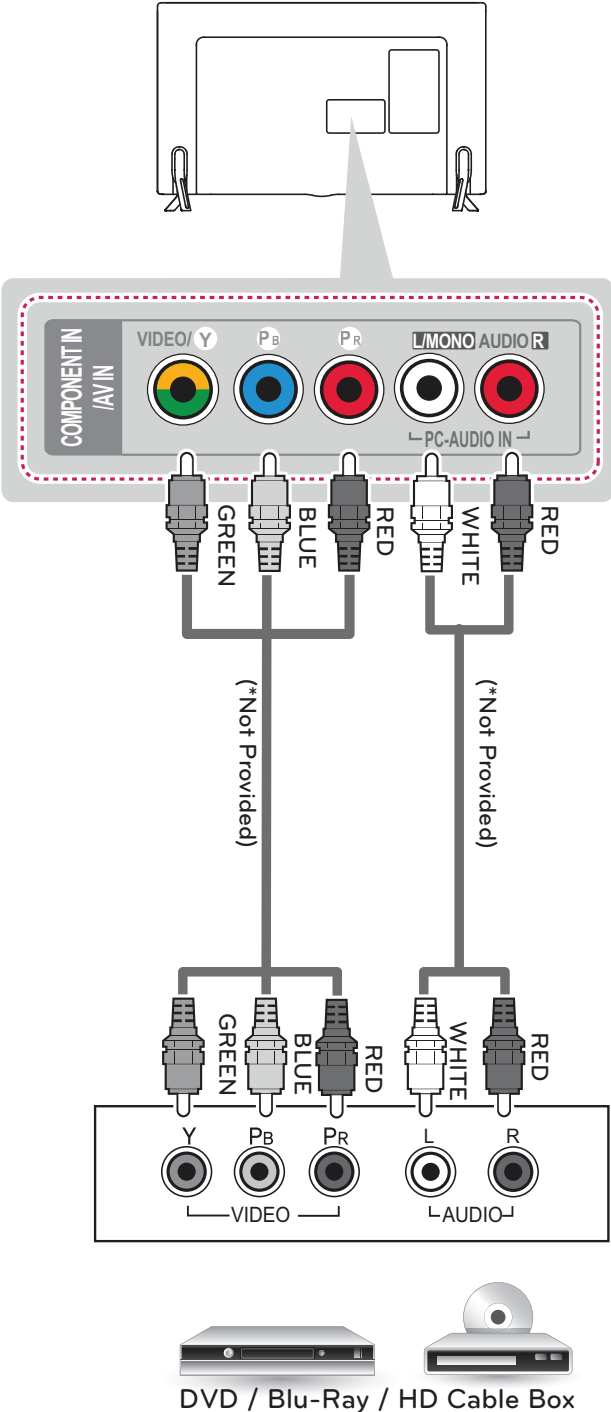 COMPONENT IN
/AV IN
VIDEO/ Y PB PR L/MONO AUDIO R
PC-AUDIO IN
GREEN BLUE RED WHITE RED
(*Not Provided) (*Not Provided)
GREEN BLUE RED WHITE RED
Y PB PR L R
VIDEO AUDIO
DVD / Blu-Ray / HD Cable Box